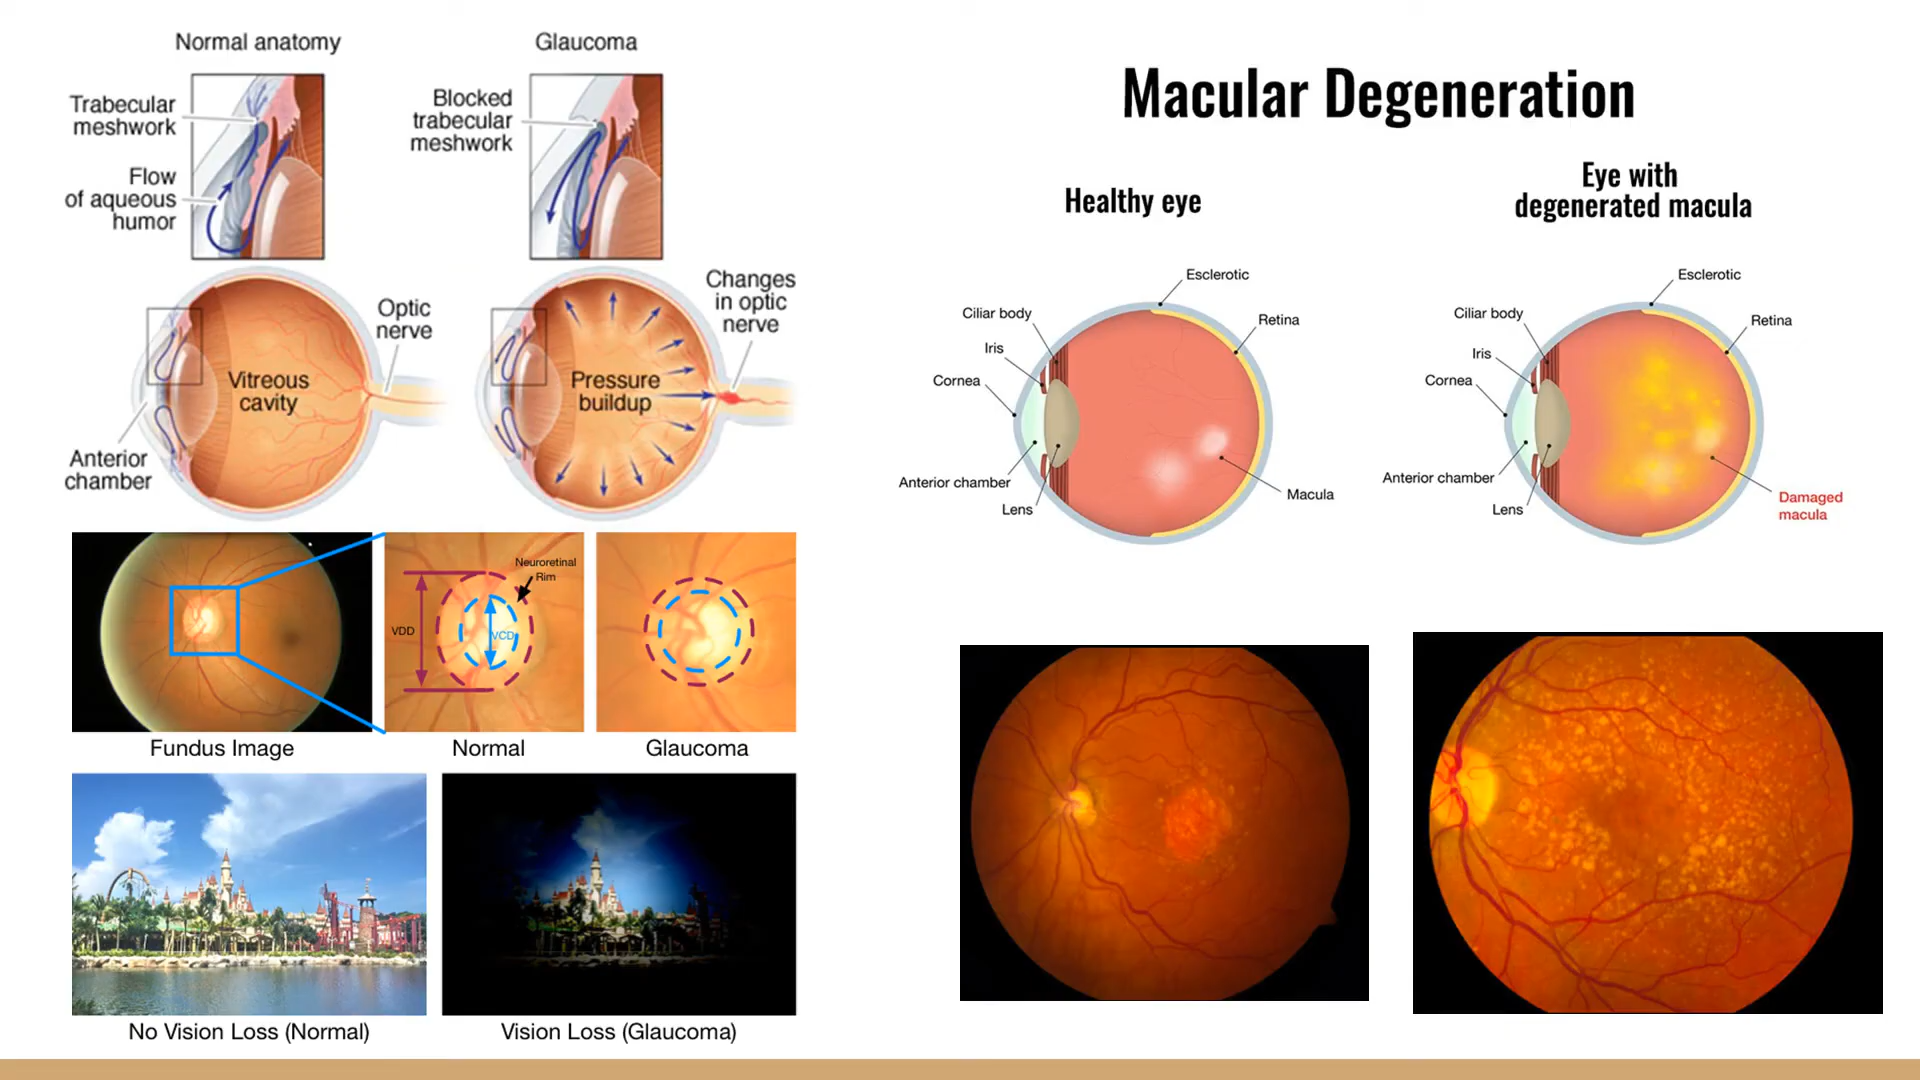 Normal anatomy
Glaucoma
Trabecular
meshwork
Flow
of aqueous
humor
Blocked
trabecular
meshwork
Optic
nerve
Changes
in optic
nerve
Vitreous
cavity
Pressure
buildup
Anterior
chamber
Neuroretinal
Rim
VDD
VCD
Fundus Image
Normal
Glaucoma
No Vision Loss (Normal)
Vision Loss (Glaucoma)
Macular Degeneration
Healthy eye
Esclerotic
Ciliar body
Retina
Iris
Cornea
Anterior chamber
Lens
Macula
Eye with
degenerated macula
Esclerotic
Ciliar body
Retina
Iris
Cornea
Anterior chamber
Lens
Damaged
macula